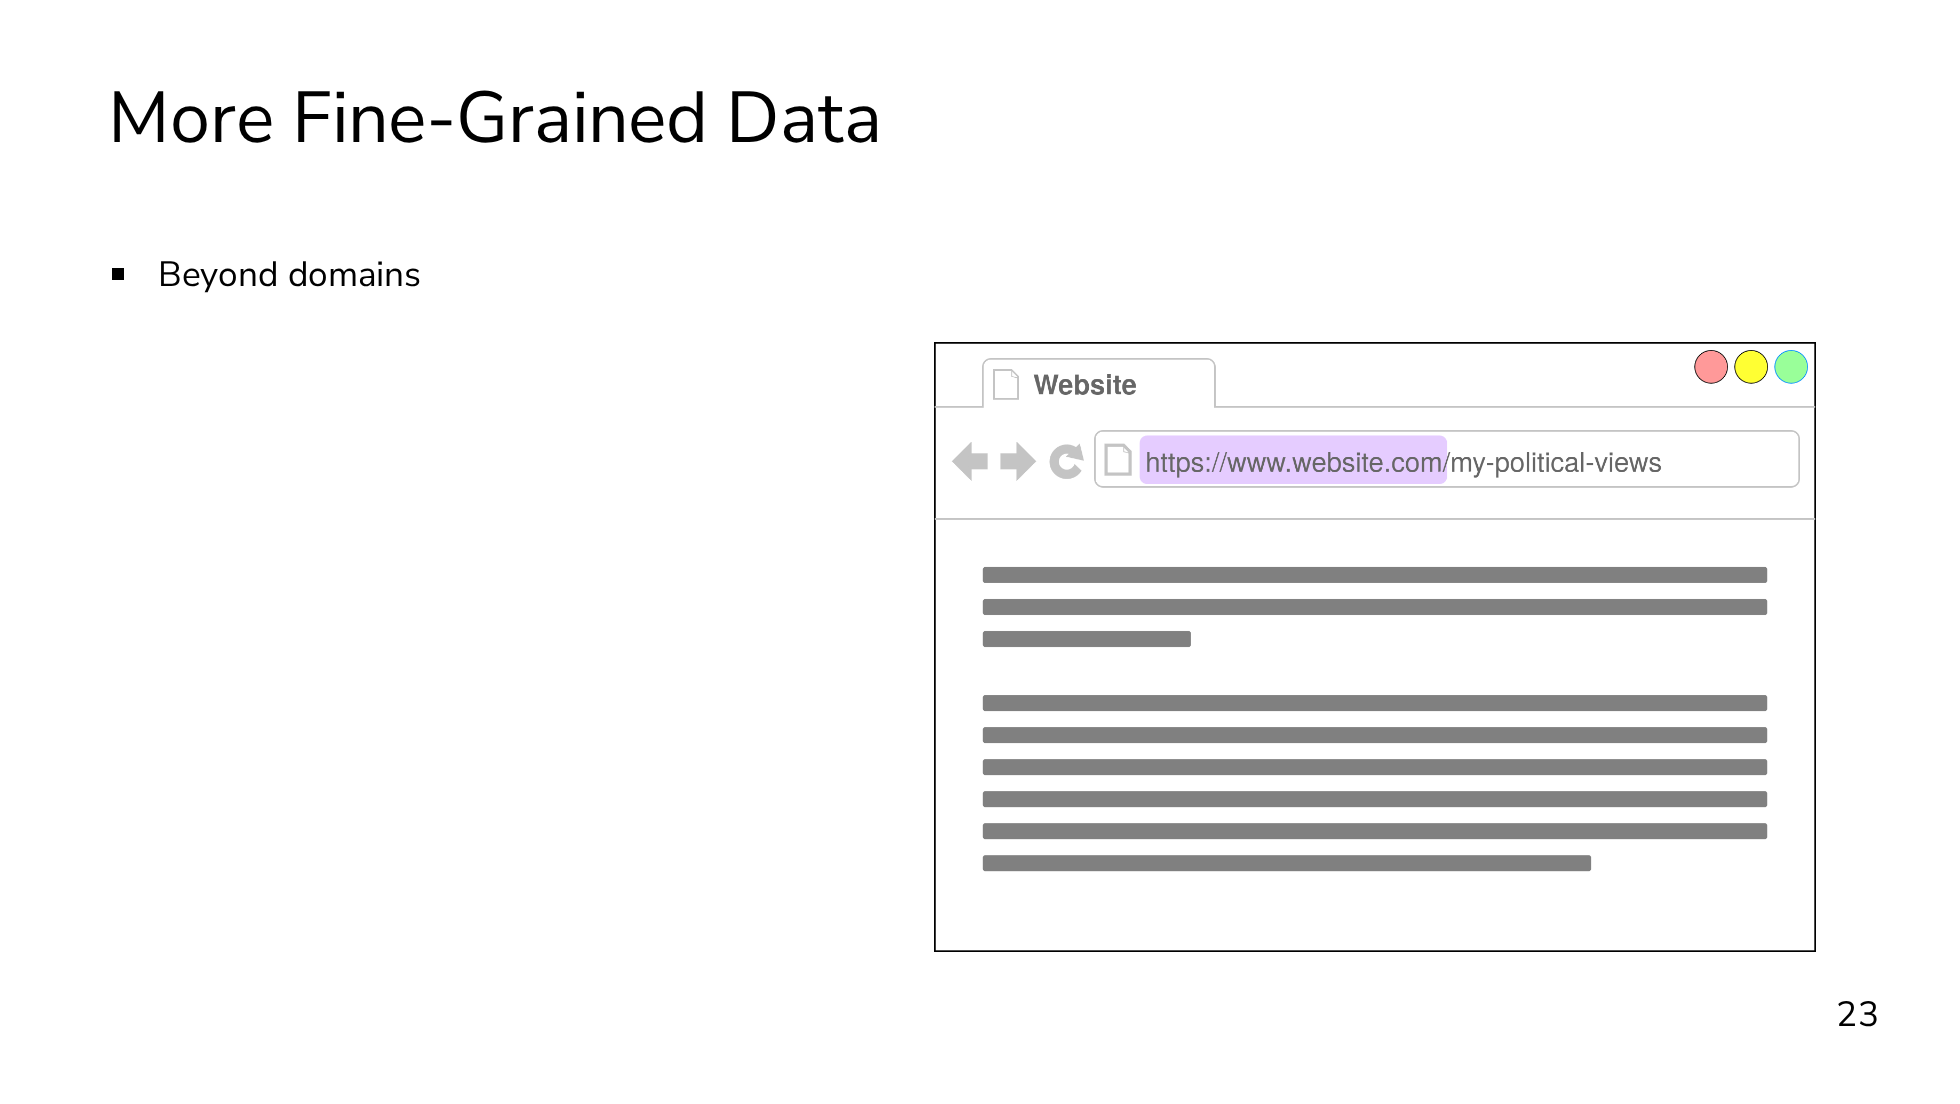 More Fine-Grained Data
▪ Beyond domains
Website
https://www.website.com/my-political-views
23